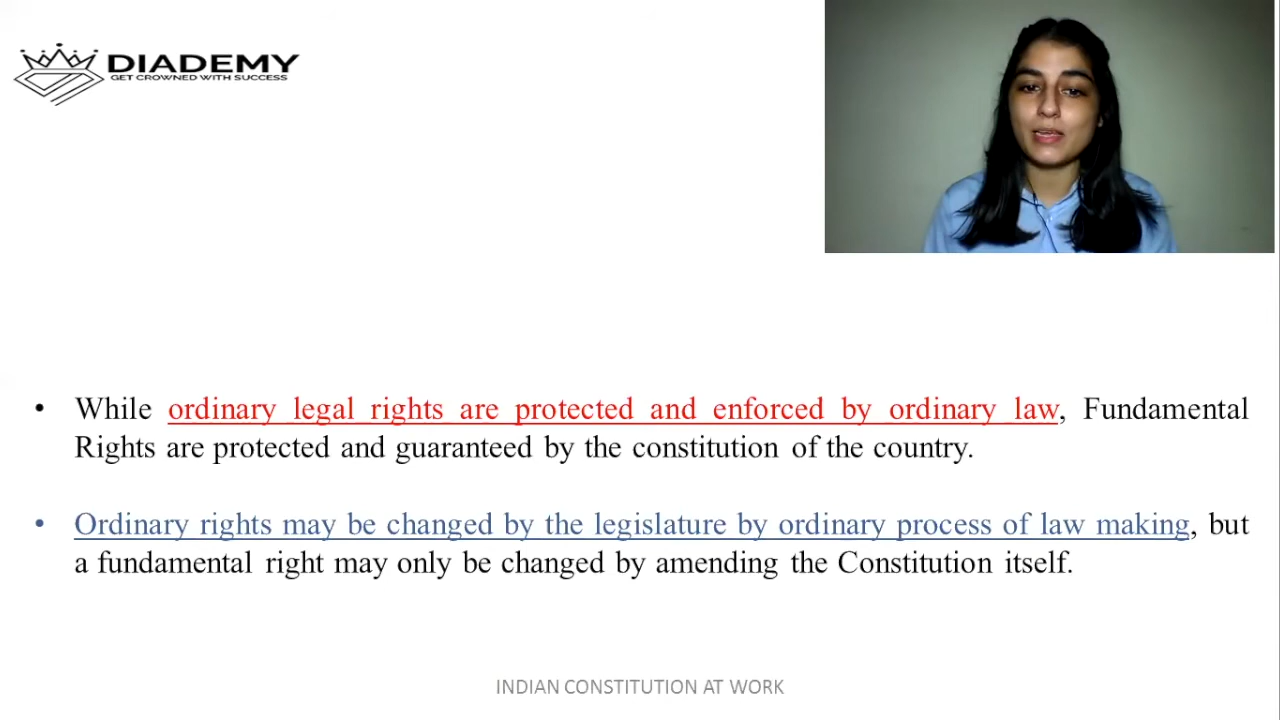 DIADEMY
GET CROWNED WITH SUCCESS
• While ordinary legal rights are protected and enforced by ordinary law, Fundamental
Rights are protected and guaranteed by the constitution of the country.
• Ordinary rights may be changed by the legislature by ordinary process of law making, but
a fundamental right may only be changed by amending the Constitution itself.
INDIAN CONSTITUTION AT WORK